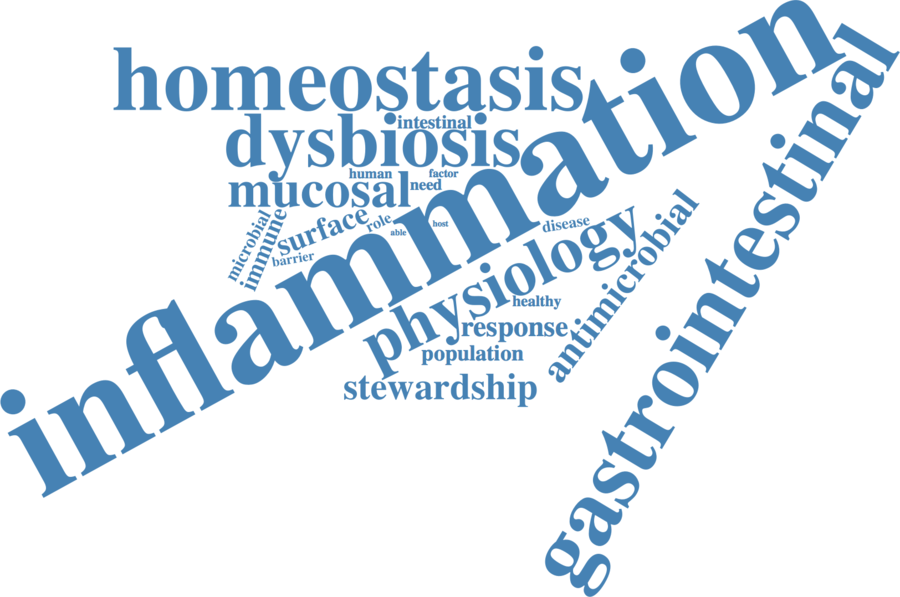 homeostasis
intestinal
dysbiosis
human
factor
mucosal
need
inflammation
gastrointestinal
microbial
immune
surface
role
able
host
barrier
disease
antimicrobial
physiology
healthy
response
population
stewardship